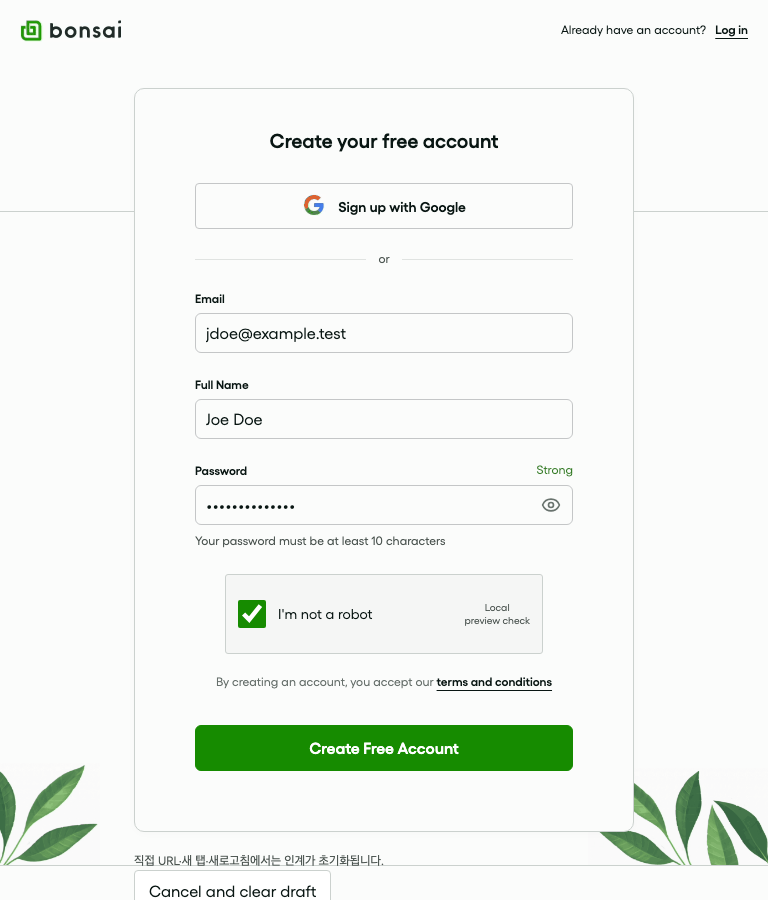 bonsai
Already have an account? Log in
Create your free account
Sign up with Google
or
Email
jdoe@example.test
Full Name
Joe Doe
Password
Strong
••••••••••••••
Your password must be at least 10 characters
I'm not a robot
Local
preview check
By creating an account, you accept our terms and conditions
Create Free Account
직접 URL·새 탭·새로고침에서는 인계가 초기화됩니다.
Cancel and clear draft